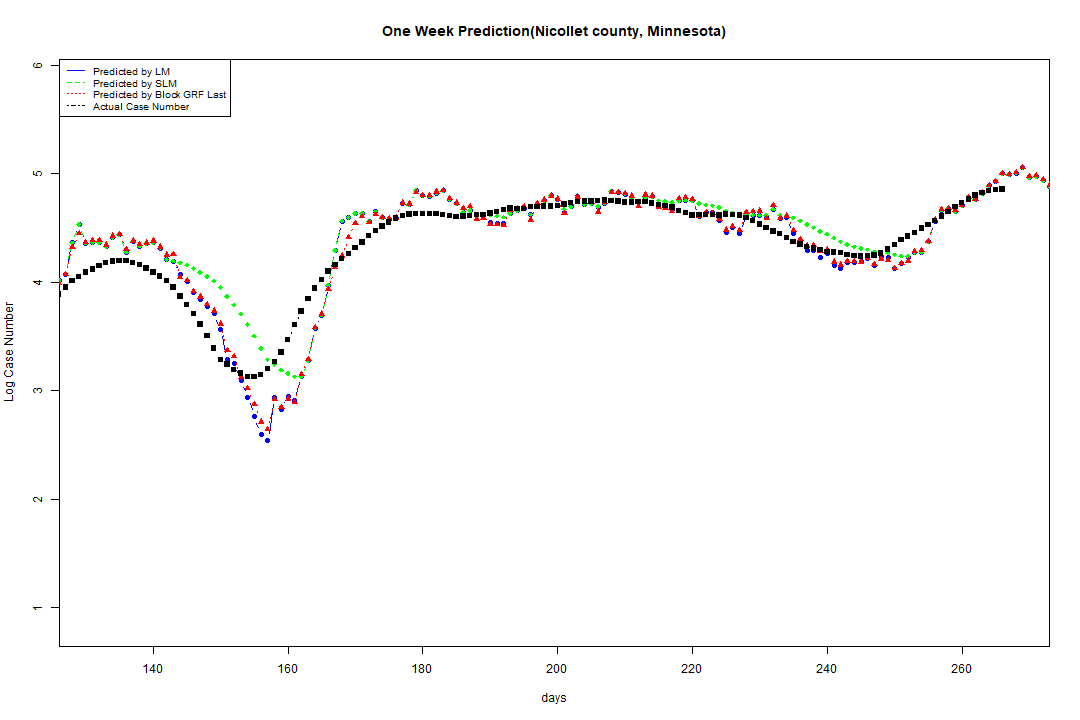 One Week Prediction(Nicollet county, Minnesota)
Predicted by LM
Predicted by SLM
Predicted by Block GRF Last
Actual Case Number
6
5
4
3
2
1
Log Case Number
140 160 180 200 220 240 260
days